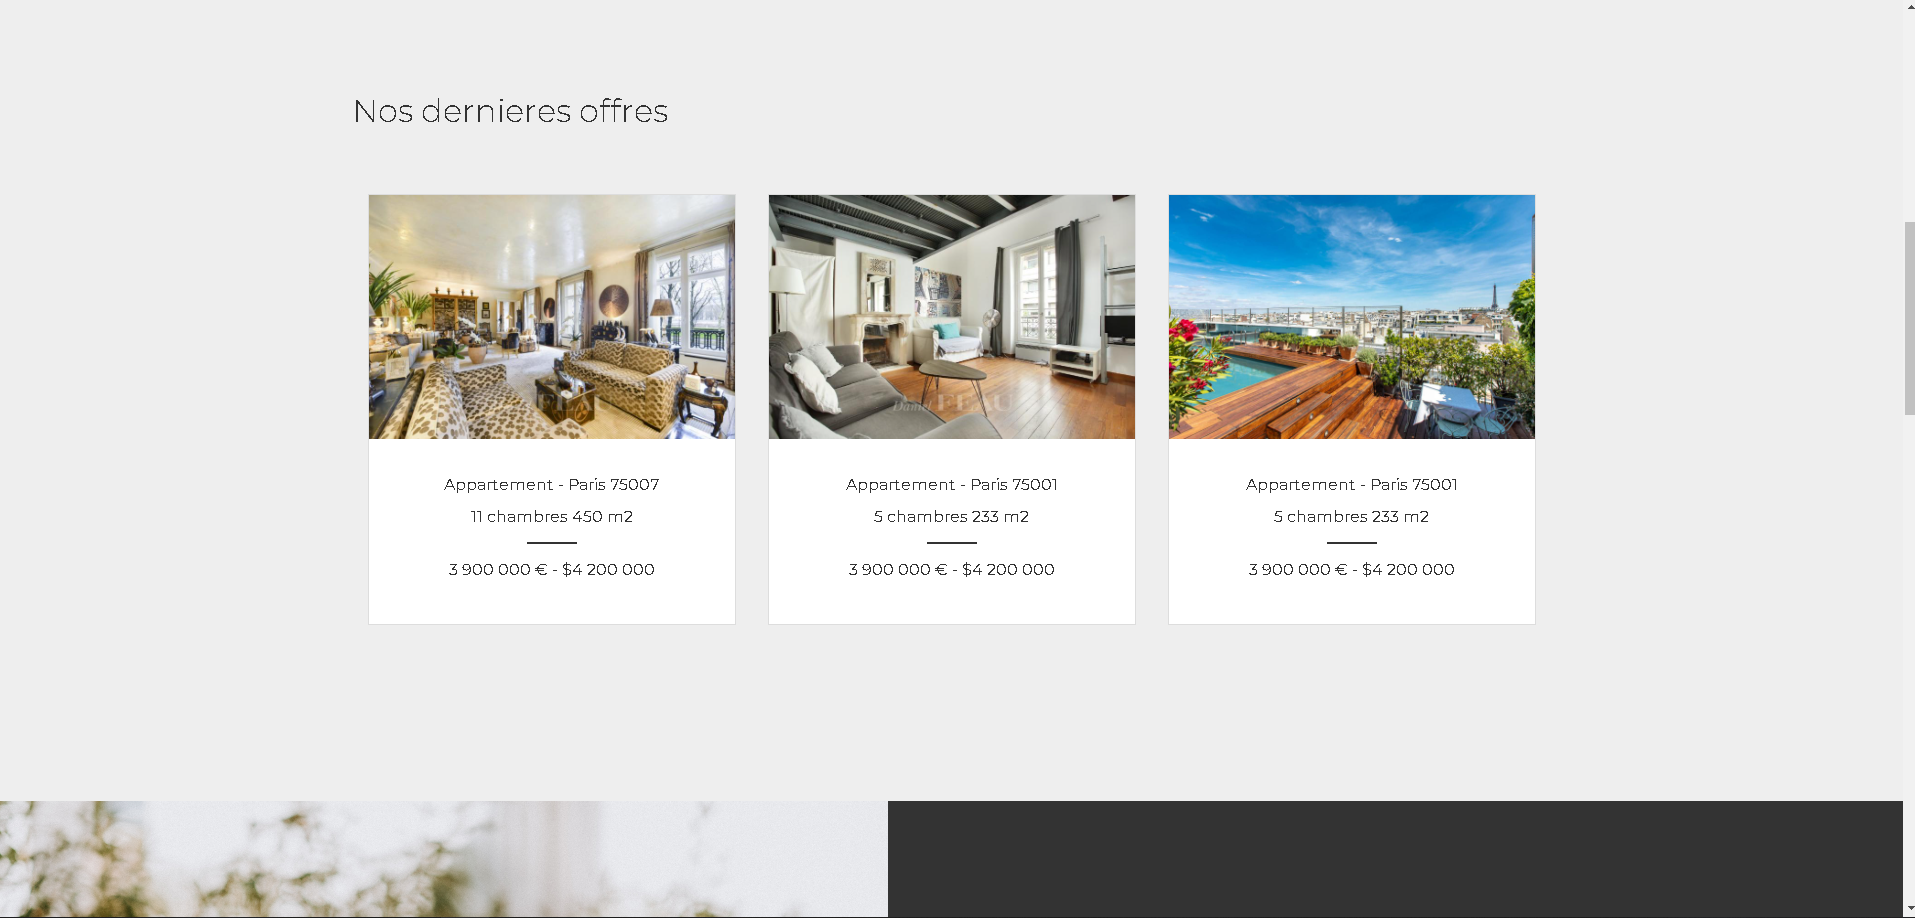 Nos dernieres offres
Appartement - Paris 75007
11 chambres 450 m2
3 900 000 € - $4 200 000
Daniel FEAU
Appartement - Paris 75001
5 chambres 233 m2
3 900 000 € - $4 200 000
Appartement - Paris 75001
5 chambres 233 m2
3 900 000 € - $4 200 000